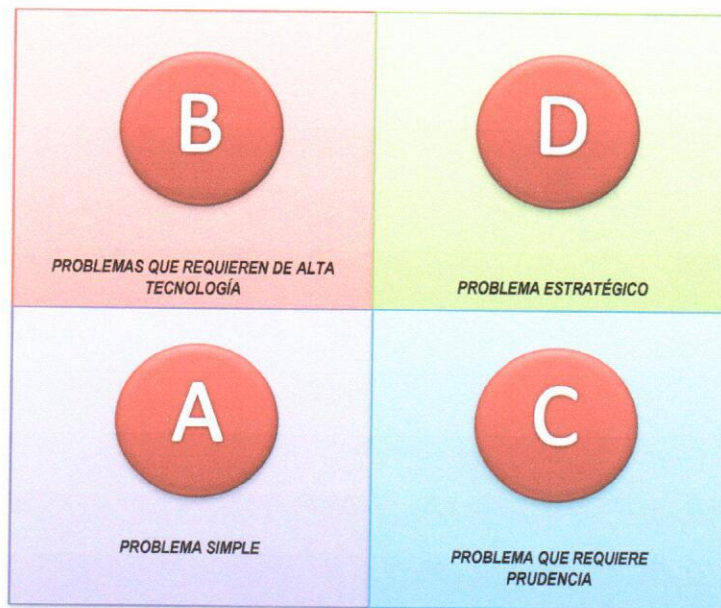 B
PROBLEMAS QUE REQUIEREN DE ALTA
TECNOLOGÍA
D
PROBLEMA ESTRATÉGICO
A
PROBLEMA SIMPLE
C
PROBLEMA QUE REQUIERE
PRUDENCIA